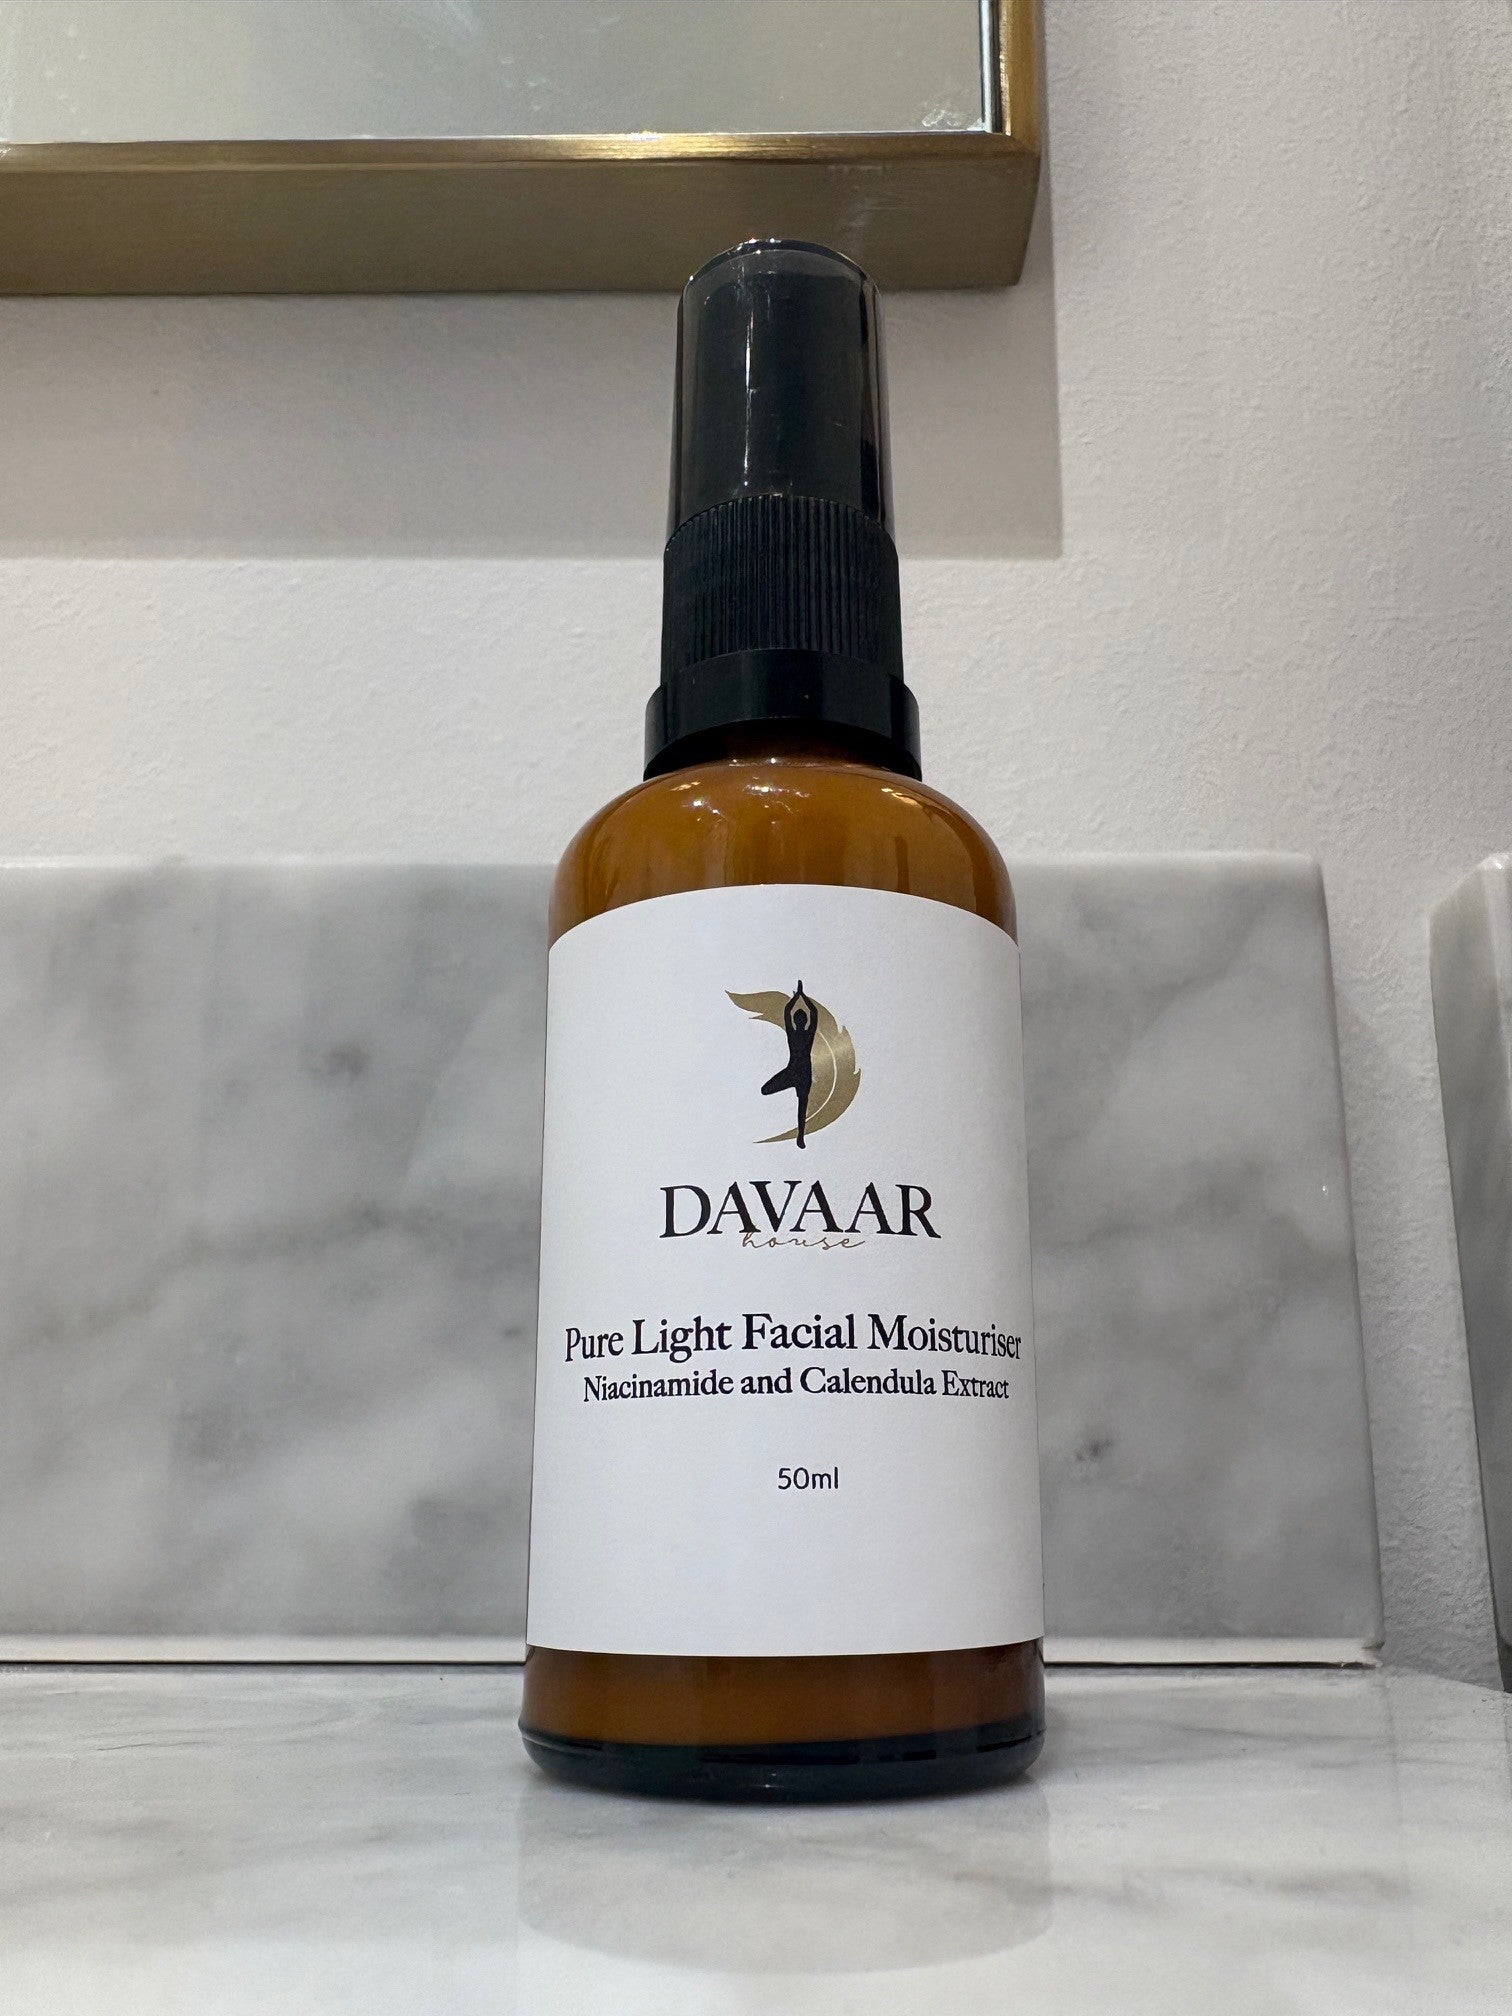 DAVAAR
house
Pure Light Facial Moisturiser
Niacinamide and Calendula Extract
50ml